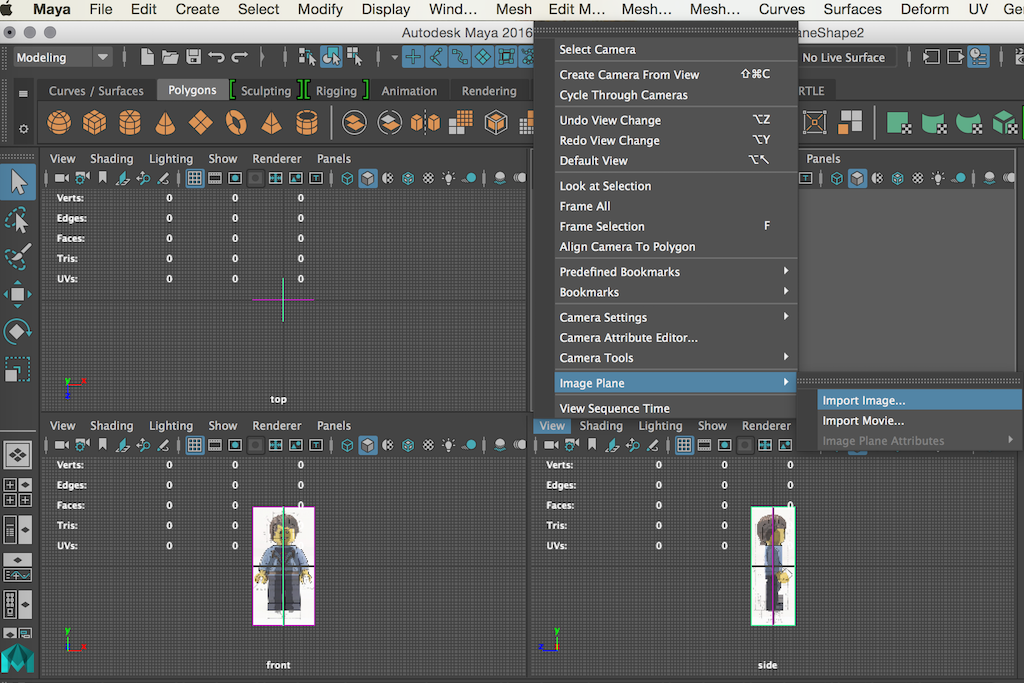 Maya File Edit Create Select Modify Display Wind... Mesh Edit M... Mesh... Mesh... Curves Surfaces Deform UV Ge
Autodesk Maya 2016
aneShape2
Modeling
No Live Surface
Curves / Surfaces Polygons Sculpting Rigging Animation Rendering
RTLE
View Shading Lighting Show Renderer Panels
Verts: 0 0 0
Edges: 0 0 0
Faces: 0 0 0
Tris: 0 0 0
UVs: 0 0 0
y x
z
top
Select Camera
Create Camera From View ⇧⌘C
Cycle Through Cameras
Undo View Change ⌥Z
Redo View Change ⌥Y
Default View ⌥↖
Look at Selection
Frame All
Frame Selection F
Align Camera To Polygon
Predefined Bookmarks
Bookmarks
Camera Settings
Camera Attribute Editor...
Camera Tools
Image Plane
View Sequence Time
Import Image...
Import Movie...
Image Plane Attributes
Panels
View Shading Lighting Show Renderer Panels
Verts: 0 0 0
Edges: 0 0 0
Faces: 0 0 0
Tris: 0 0
UVs: 0 0
y
z x
front
View Shading Lighting Show Renderer
Verts: 0 0 0
Edges: 0 0 0
Faces: 0 0 0
Tris: 0 0
UVs: 0 0
y
z
side